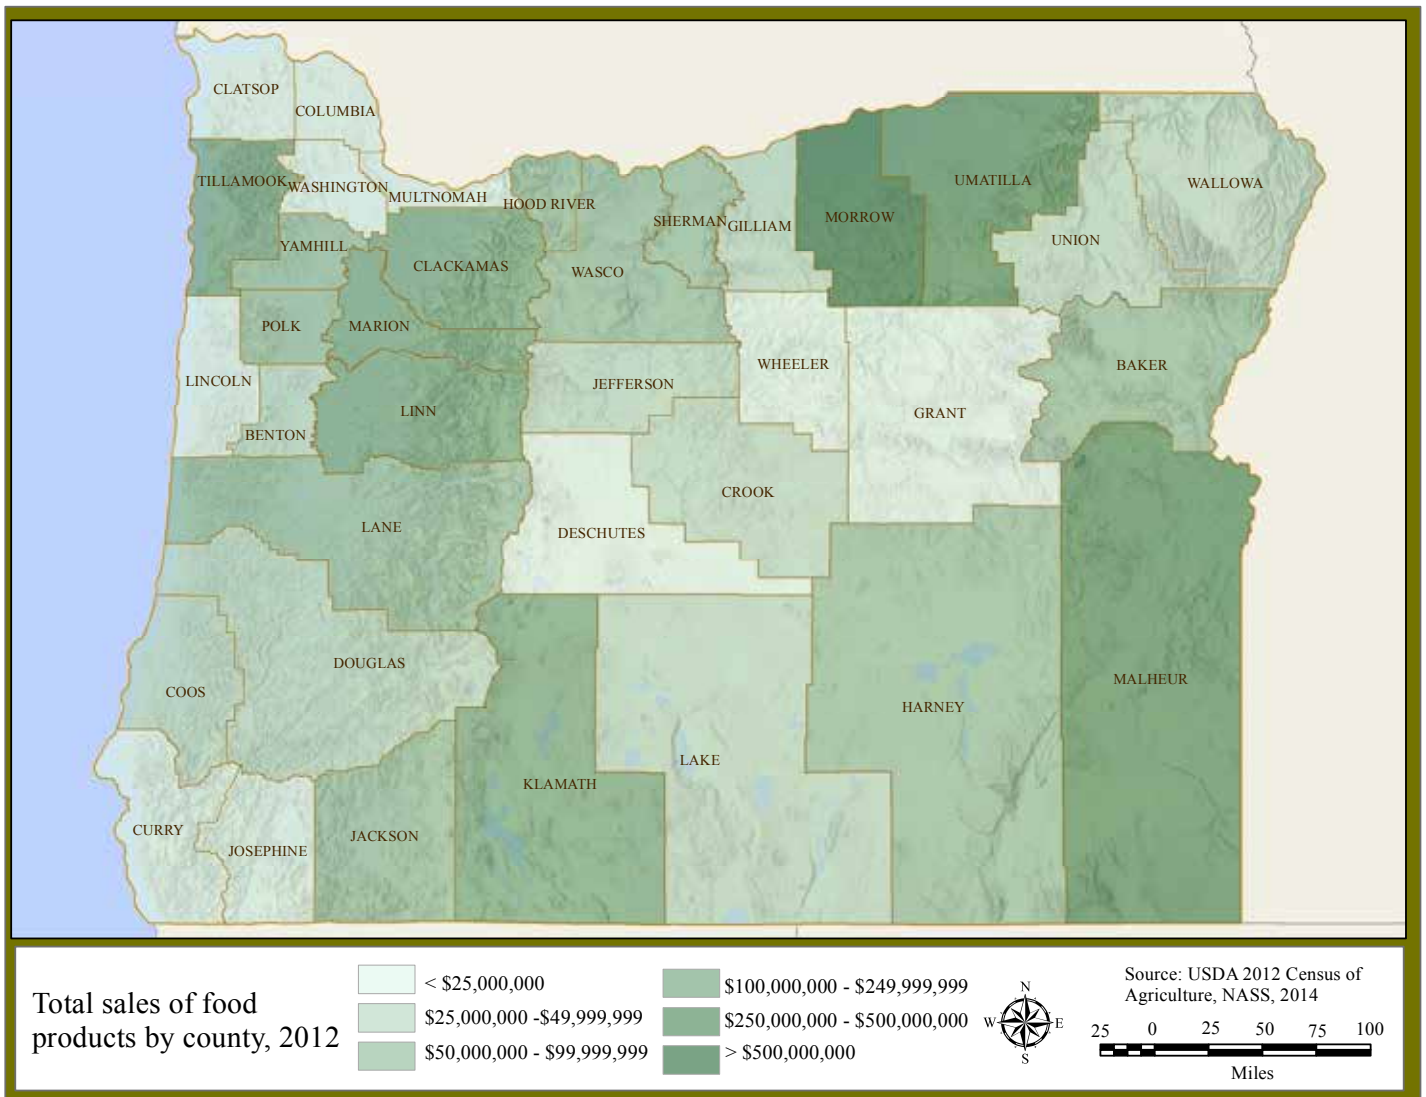 CLATSOP
COLUMBIA
TILLAMOOK
WASHINGTON
MULTNOMAH
HOOD RIVER
SHERMAN
GILLIAM
MORROW
UMATILLA
WALLOWA
UNION
YAMHILL
CLACKAMAS
WASCO
POLK
MARION
LINCOLN
LINN
JEFFERSON
WHEELER
BAKER
BENTON
GRANT
CROOK
LANE
DESCHUTES
DOUGLAS
COOS
MALHEUR
HARNEY
LAKE
KLAMATH
CURRY
JACKSON
JOSEPHINE
Total sales of food
products by county, 2012
< $25,000,000
$25,000,000 -$49,999,999
$50,000,000 - $99,999,999
$100,000,000 - $249,999,999
$250,000,000 - $500,000,000
> $500,000,000
N
W E
S
Source: USDA 2012 Census of
Agriculture, NASS, 2014
25 0 25 50 75 100
Miles